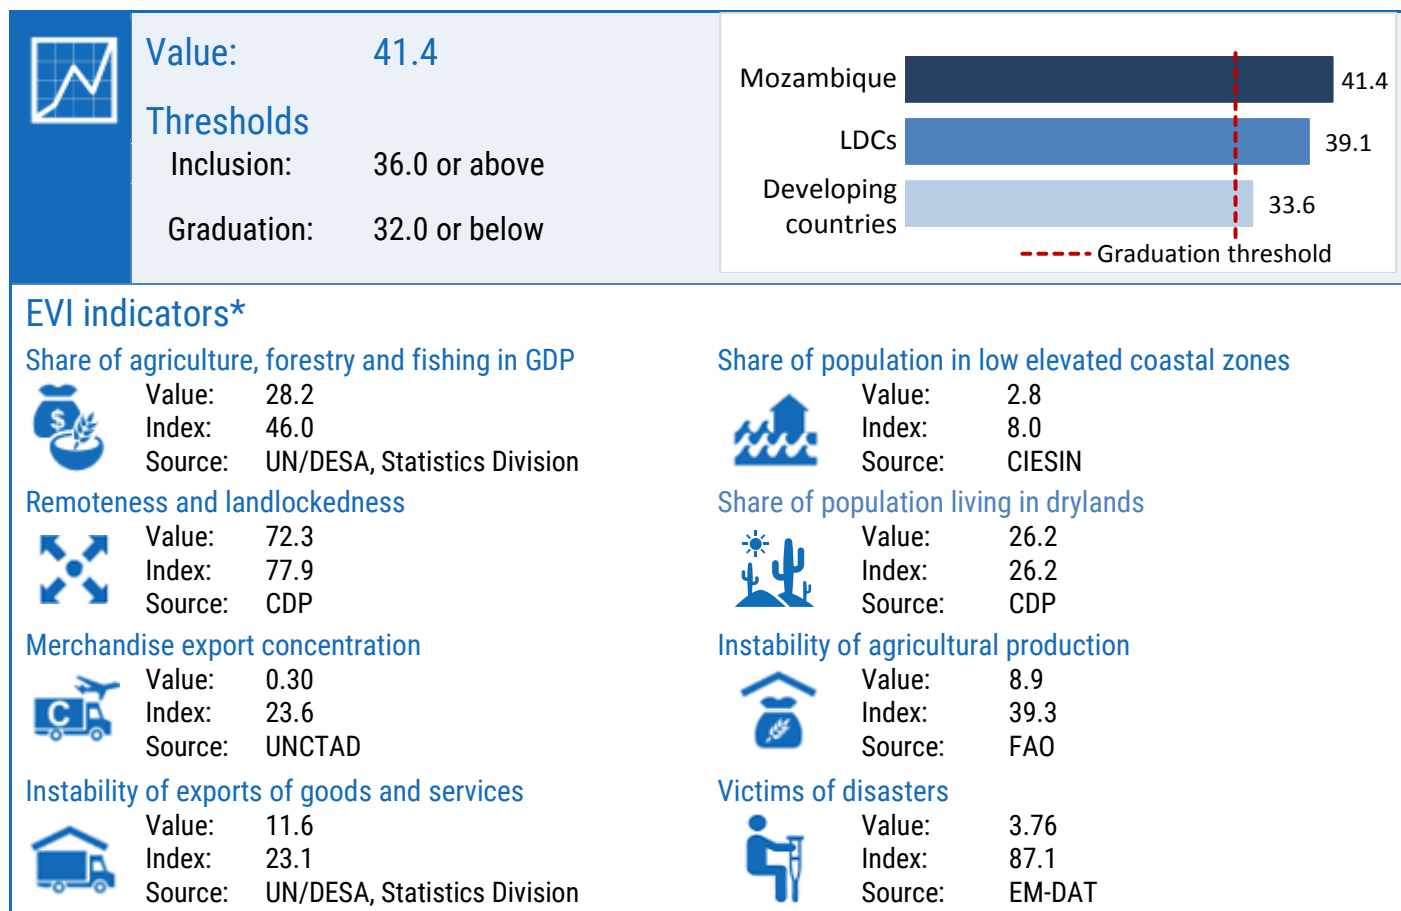 Value: 41.4
Thresholds
Inclusion: 36.0 or above
Graduation: 32.0 or below
Mozambique 41.4
LDCs 39.1
Developing
countries 33.6
Graduation threshold
EVI indicators*
Share of agriculture, forestry and fishing in GDP
$
Value: 28.2
Index: 46.0
Source: UN/DESA, Statistics Division
Remoteness and landlockedness
Value: 72.3
Index: 77.9
Source: CDP
Merchandise export concentration
C
Value: 0.30
Index: 23.6
Source: UNCTAD
Instability of exports of goods and services
Value: 11.6
Index: 23.1
Source: UN/DESA, Statistics Division
Share of population in low elevated coastal zones
Value: 2.8
Index: 8.0
Source: CIESIN
Share of population living in drylands
Value: 26.2
Index: 26.2
Source: CDP
Instability of agricultural production
Value: 8.9
Index: 39.3
Source: FAO
Victims of disasters
Value: 3.76
Index: 87.1
Source: EM-DAT